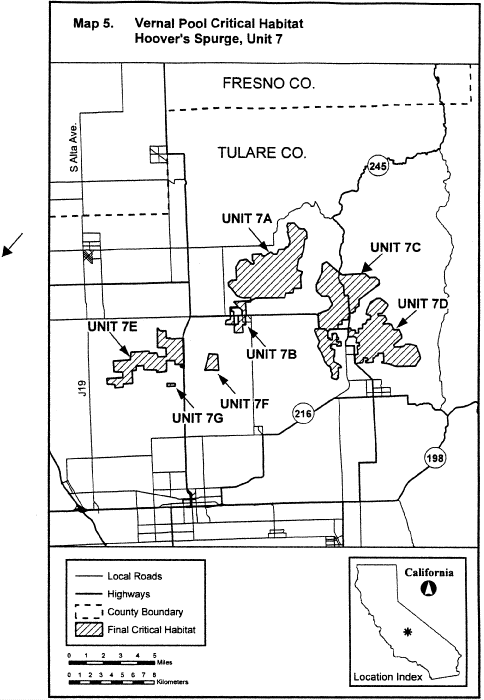 Map 5. Vernal Pool Critical Habitat
Hoover's Spurge, Unit 7
FRESNO CO.
S Alta Ave.
TULARE CO.
245
UNIT 7A
UNIT 7C
UNIT 7D
UNIT 7E
UNIT 7B
J19
UNIT 7F
UNIT 7G
216
198
Local Roads
Highways
County Boundary
Final Critical Habitat
0 1 2 3 4 5
Miles
0 1 2 3 4 5 6 7 8
Kilometers
California
Location Index